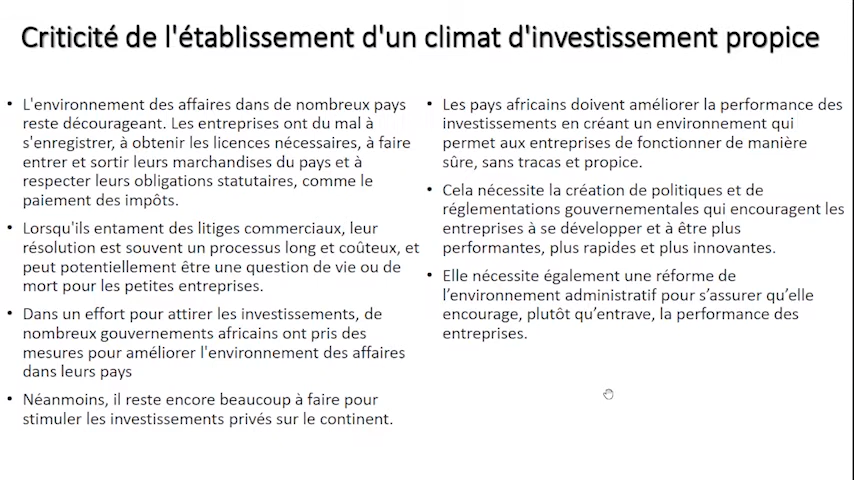 Criticité de l'établissement d'un climat d'investissement propice
• L'environnement des affaires dans de nombreux pays
reste décourageant. Les entreprises ont du mal à
s'enregistrer, à obtenir les licences nécessaires, à faire
entrer et sortir leurs marchandises du pays et à
respecter leurs obligations statutaires, comme le
paiement des impôts.
• Lorsqu'ils entament des litiges commerciaux, leur
résolution est souvent un processus long et coûteux, et
peut potentiellement être une question de vie ou de
mort pour les petites entreprises.
• Dans un effort pour attirer les investissements, de
nombreux gouvernements africains ont pris des
mesures pour améliorer l'environnement des affaires
dans leurs pays
• Néanmoins, il reste encore beaucoup à faire pour
stimuler les investissements privés sur le continent.
• Les pays africains doivent améliorer la performance des
investissements en créant un environnement qui
permet aux entreprises de fonctionner de manière
sûre, sans tracas et propice.
• Cela nécessite la création de politiques et de
réglementations gouvernementales qui encouragent les
entreprises à se développer et à être plus
performantes, plus rapides et plus innovantes.
• Elle nécessite également une réforme de
l’environnement administratif pour s’assurer qu’elle
encourage, plutôt qu’entrave, la performance des
entreprises.